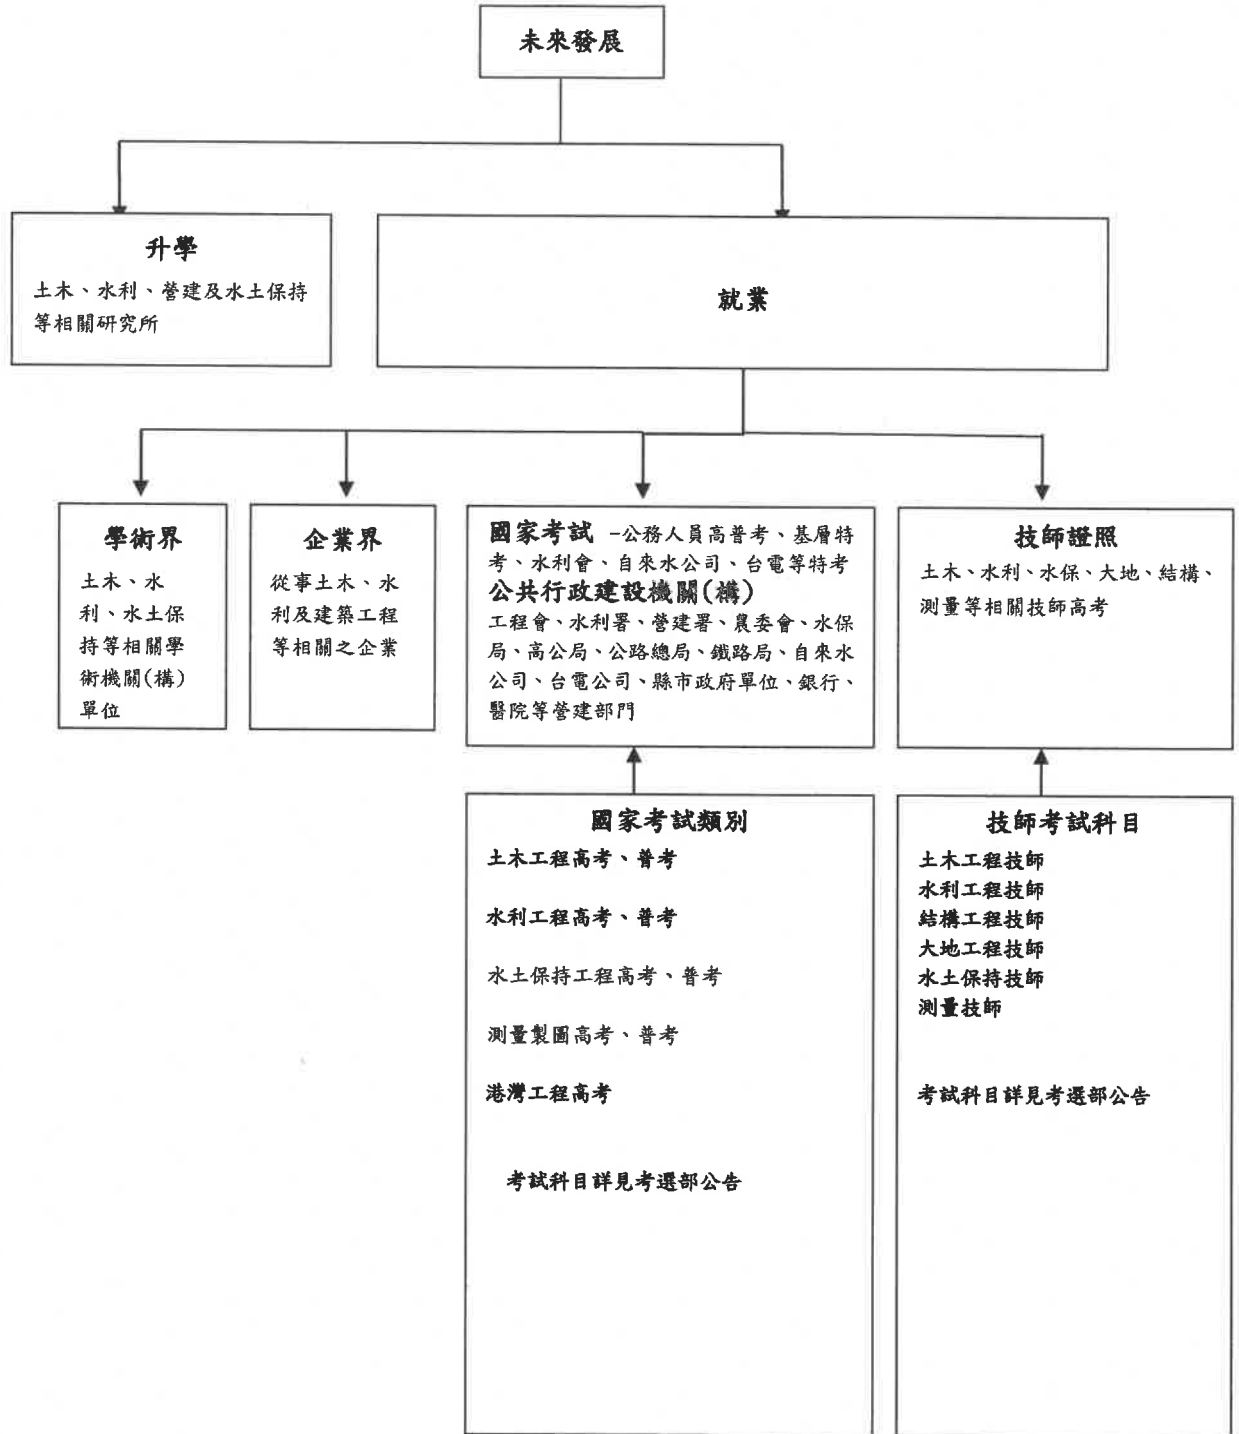 未來發展
升學
土木、水利、營建及水土保持
等相關研究所
就業
學術界
土木、水
利、水土保
持等相關學
術機關(構)
單位
企業界
從事土木、水
利及建築工程
等相關之企業
國家考試 -公務人員高普考、基層特
考、水利會、自來水公司、台電等特考
公共行政建設機關(構)
工程會、水利署、營建署、農委會、水保
局、高公局、公路總局、鐵路局、自來水
公司、台電公司、縣市政府單位、銀行、
醫院等營建部門
技師證照
土木、水利、水保、大地、結構、
測量等相關技師高考
國家考試類別
土木工程高考、普考
水利工程高考、普考
水土保持工程高考、普考
測量製圖高考、普考
港灣工程高考
考試科目詳見考選部公告
技師考試科目
土木工程技師
水利工程技師
結構工程技師
大地工程技師
水土保持技師
測量技師
考試科目詳見考選部公告